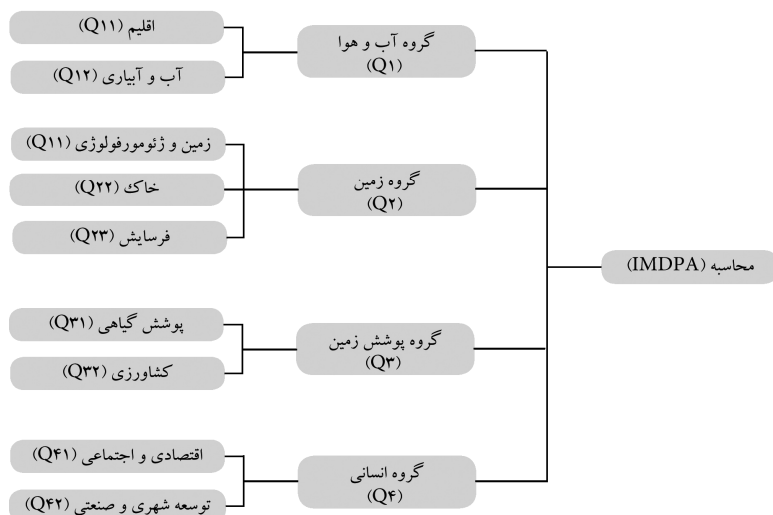 محاسبه (IMDPA)
گروه آب و هوا
(Q۱)
اقلیم (Q۱۱)
آب و آبیاری (Q۱۲)
گروه زمین
(Q۲)
زمین و ژئومورفولوژی (Q۱۱)
خاک (Q۲۲)
فرسایش (Q۲۳)
گروه پوشش زمین
(Q۳)
پوشش گیاهی (Q۳۱)
کشاورزی (Q۳۲)
گروه انسانی
(Q۴)
اقتصادی و اجتماعی (Q۴۱)
توسعه شهری و صنعتی (Q۴۲)